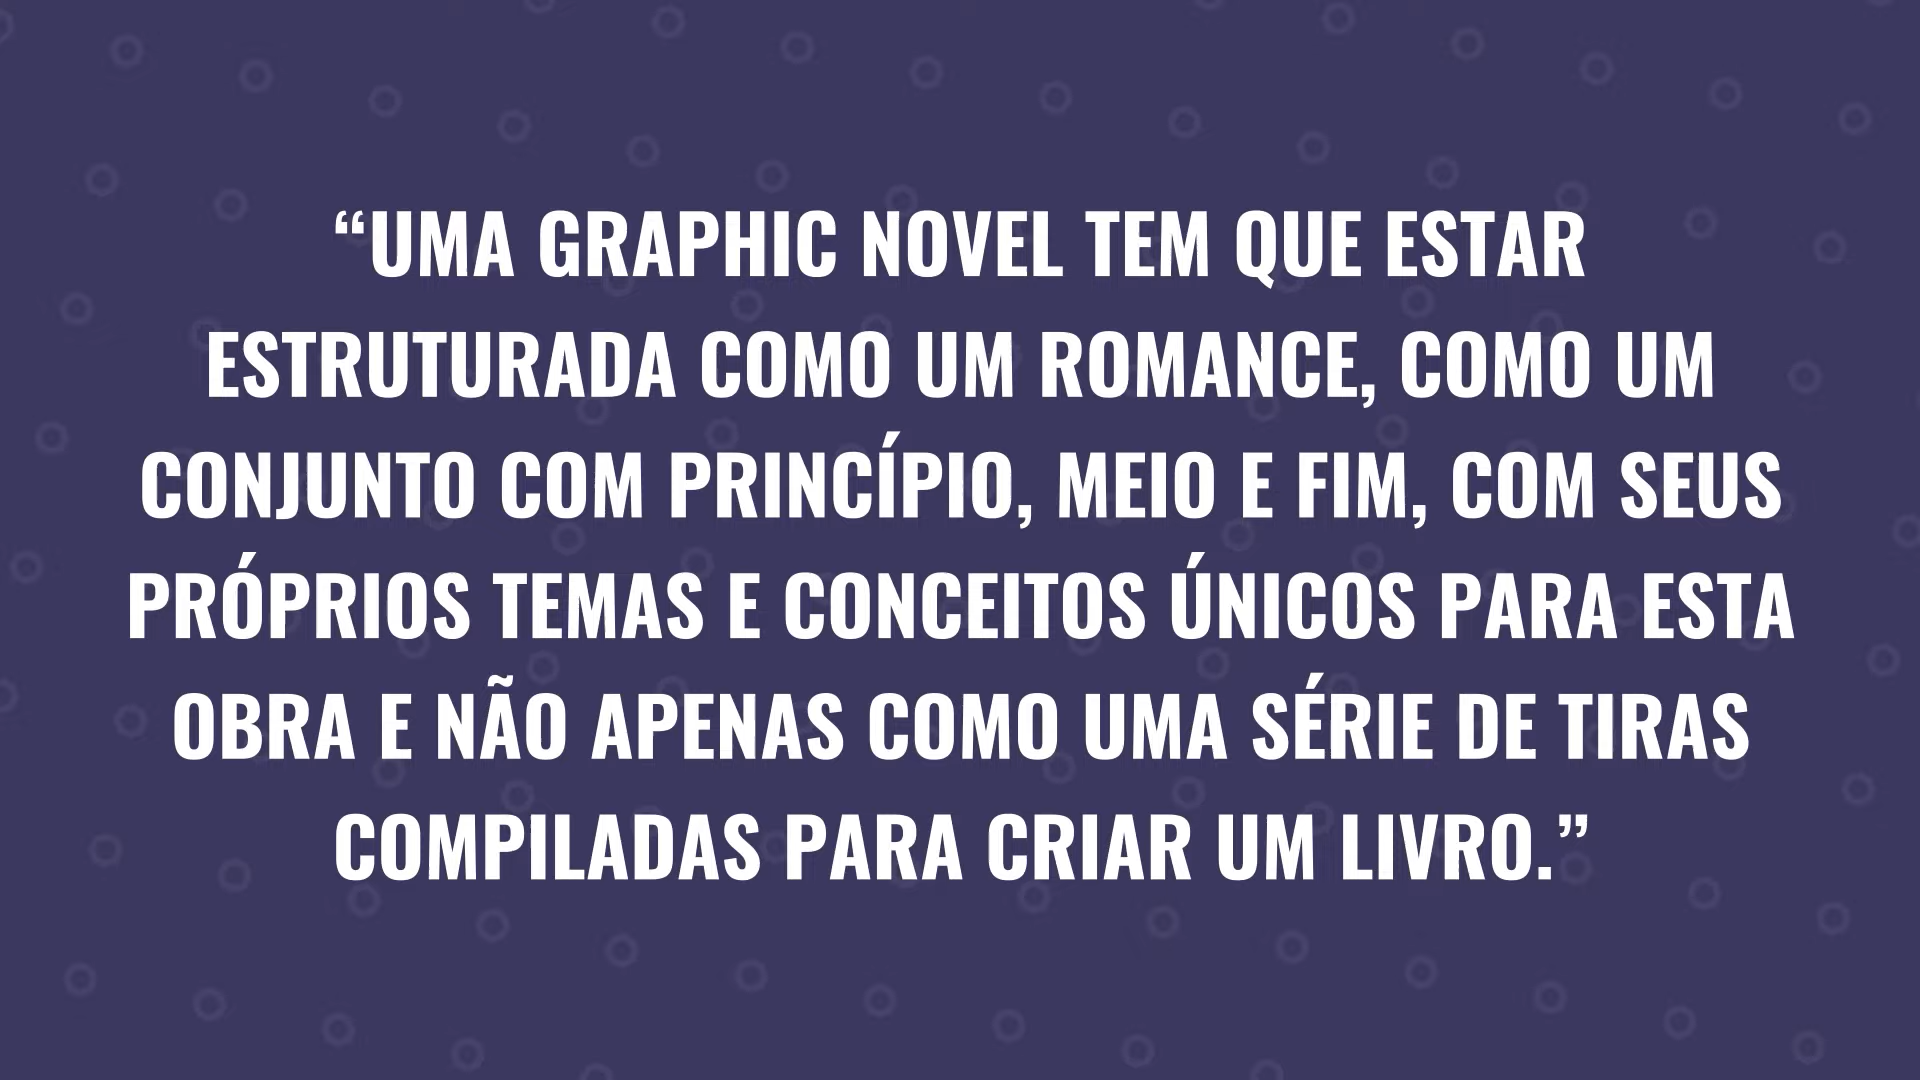 “UMA GRAPHIC NOVEL TEM QUE ESTAR
ESTRUTURADA COMO UM ROMANCE, COMO UM
CONJUNTO COM PRINCÍPIO, MEIO E FIM, COM SEUS
PRÓPRIOS TEMAS E CONCEITOS ÚNICOS PARA ESTA
OBRA E NÃO APENAS COMO UMA SÉRIE DE TIRAS
COMPILADAS PARA CRIAR UM LIVRO.”